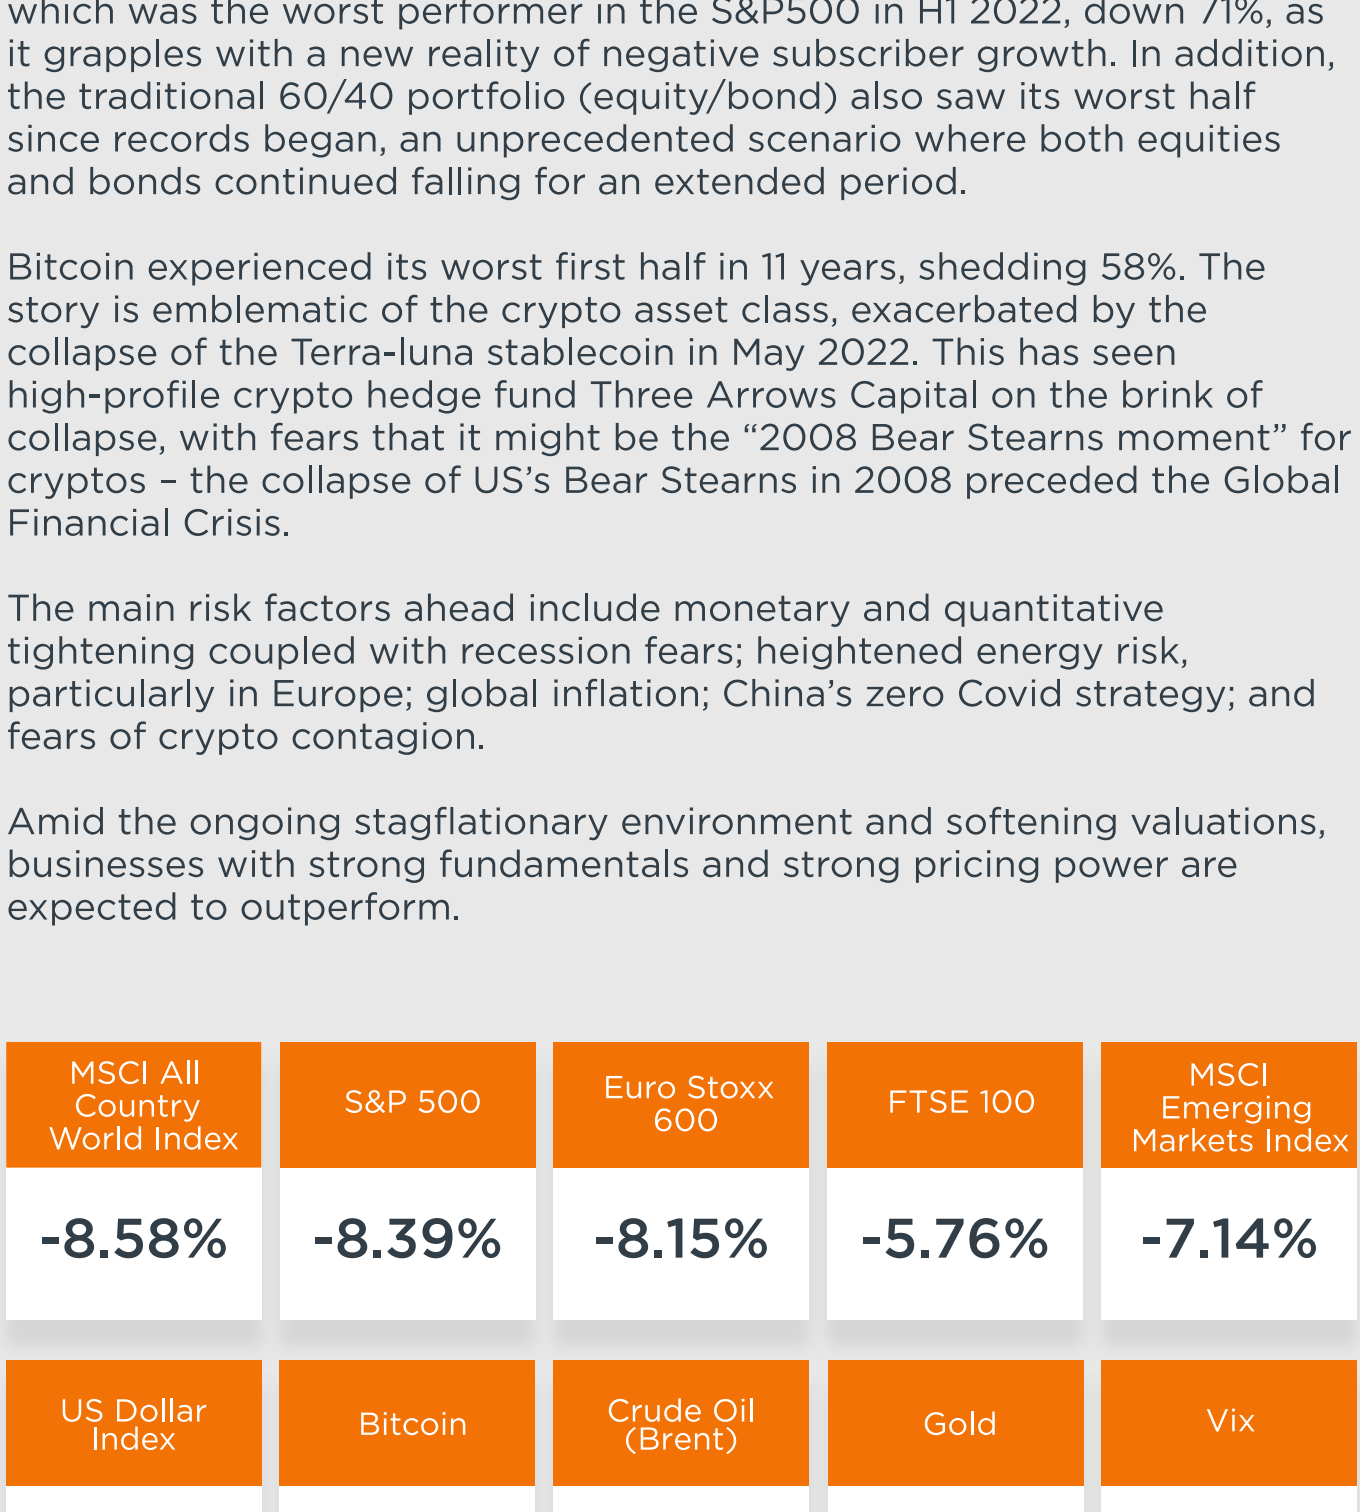 which was the worst performer in the S&P500 in H1 2022, down 71%, as
it grapples with a new reality of negative subscriber growth. In addition,
the traditional 60/40 portfolio (equity/bond) also saw its worst half
since records began, an unprecedented scenario where both equities
and bonds continued falling for an extended period.
Bitcoin experienced its worst first half in 11 years, shedding 58%. The
story is emblematic of the crypto asset class, exacerbated by the
collapse of the Terra-luna stablecoin in May 2022. This has seen
high-profile crypto hedge fund Three Arrows Capital on the brink of
collapse, with fears that it might be the “2008 Bear Stearns moment” for
cryptos – the collapse of US’s Bear Stearns in 2008 preceded the Global
Financial Crisis.
The main risk factors ahead include monetary and quantitative
tightening coupled with recession fears; heightened energy risk,
particularly in Europe; global inflation; China’s zero Covid strategy; and
fears of crypto contagion.
Amid the ongoing stagflationary environment and softening valuations,
businesses with strong fundamentals and strong pricing power are
expected to outperform.
MSCI All
Country
World Index
-8.58%
S&P 500
-8.39%
Euro Stoxx
600
-8.15%
FTSE 100
-5.76%
MSCI
Emerging
Markets Index
-7.14%
US Dollar
Index
Bitcoin
Crude Oil
(Brent)
Gold
Vix